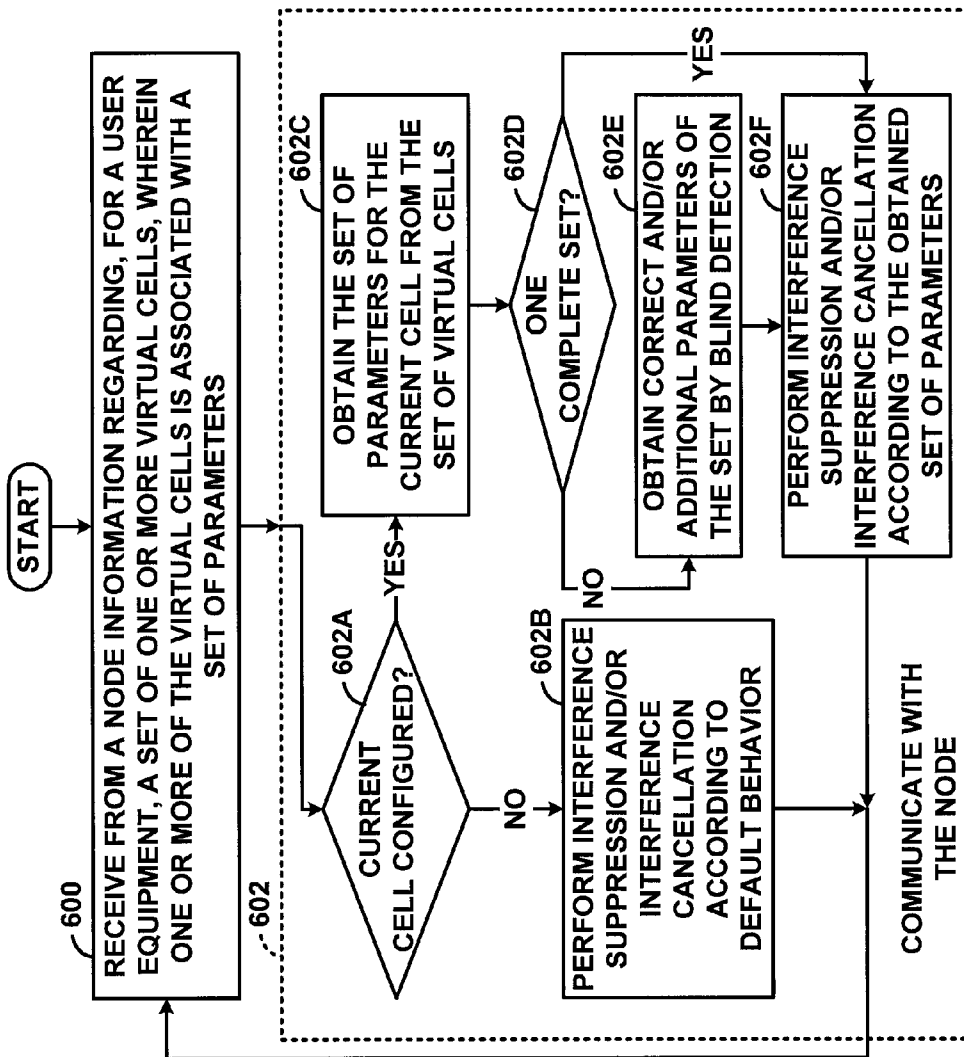 START
600
RECEIVE FROM A NODE INFORMATION REGARDING, FOR A USER
EQUIPMENT, A SET OF ONE OR MORE VIRTUAL CELLS, WHEREIN
ONE OR MORE OF THE VIRTUAL CELLS IS ASSOCIATED WITH A
SET OF PARAMETERS
602
602A
CURRENT
CELL CONFIGURED?
YES
NO
602B
PERFORM INTERFERENCE
SUPPRESSION AND/OR
INTERFERENCE
CANCELLATION
ACCORDING TO
DEFAULT BEHAVIOR
602C
OBTAIN THE SET OF
PARAMETERS FOR THE
CURRENT CELL FROM THE
SET OF VIRTUAL CELLS
602D
ONE
COMPLETE SET?
YES
NO
602E
OBTAIN CORRECT AND/OR
ADDITIONAL PARAMETERS OF
THE SET BY BLIND DETECTION
602F
PERFORM INTERFERENCE
SUPPRESSION AND/OR
INTERFERENCE CANCELLATION
ACCORDING TO THE OBTAINED
SET OF PARAMETERS
COMMUNICATE WITH
THE NODE